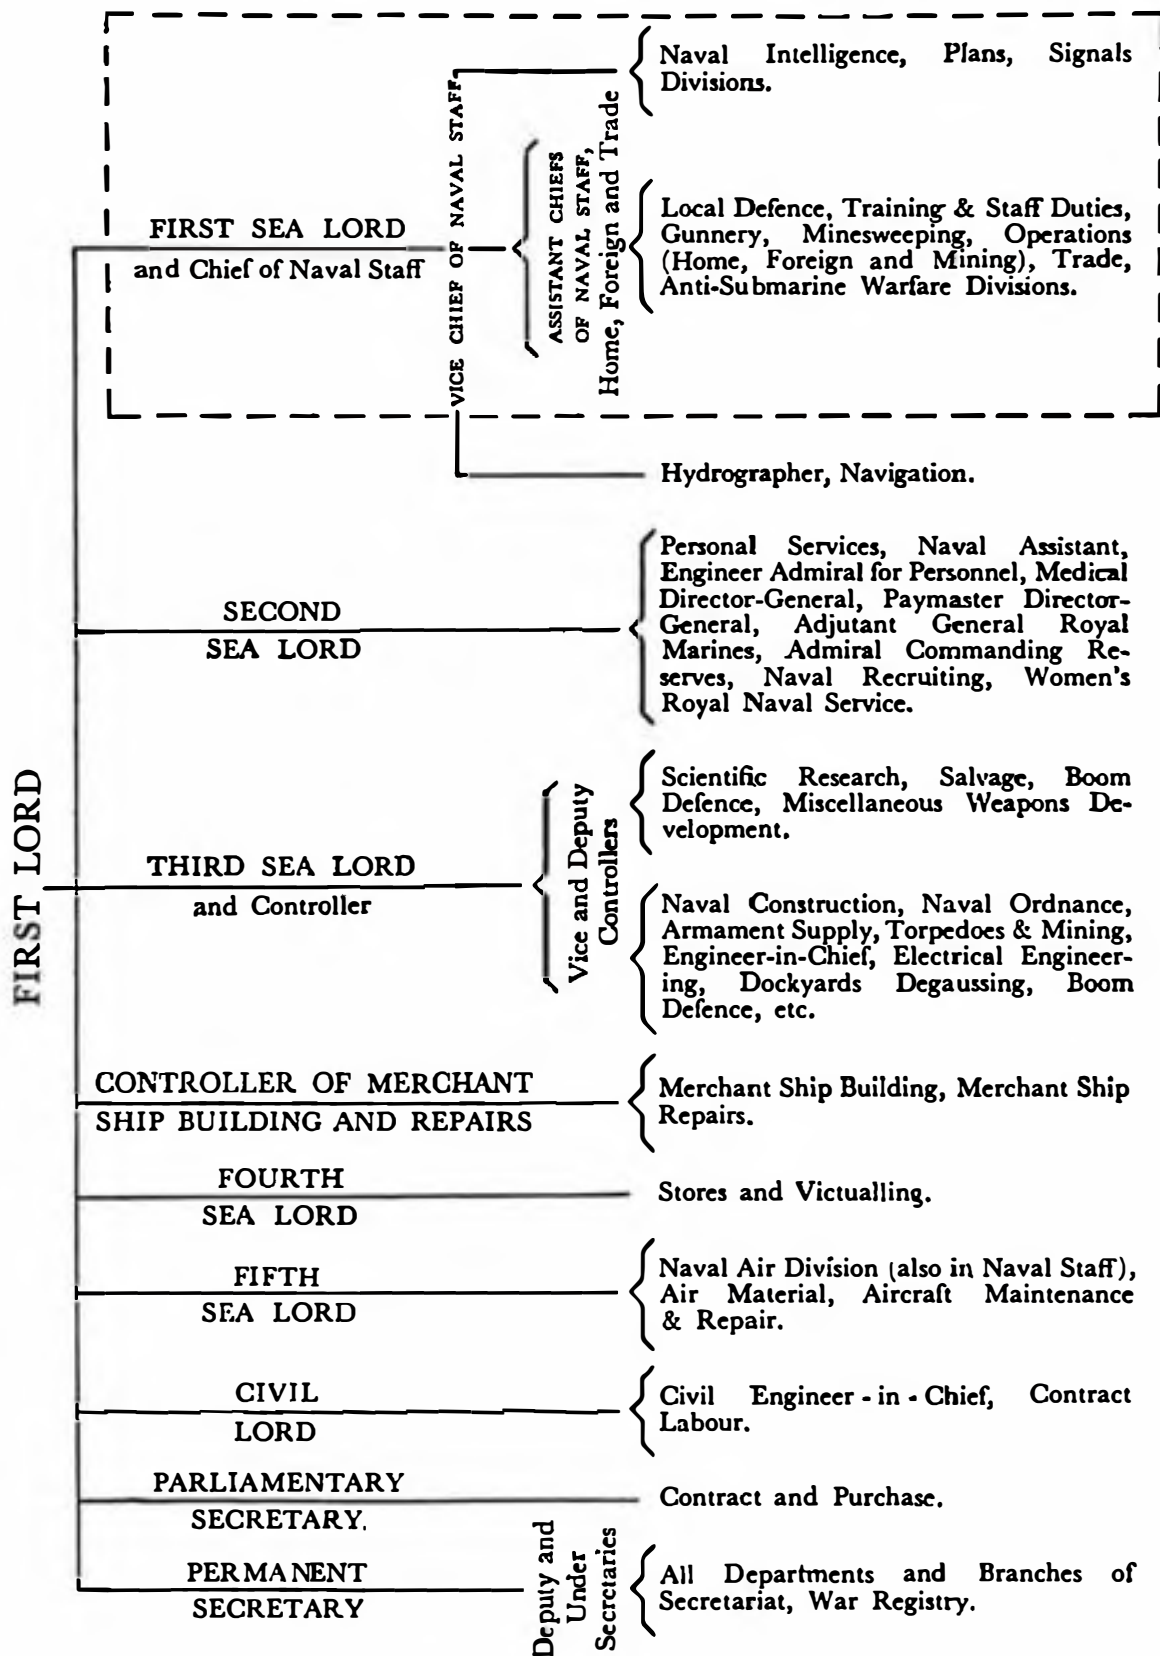 FIRST LORD
FIRST SEA LORD
and Chief of Naval Staff
VICE CHIEF OF NAVAL STAFF
Naval Intelligence, Plans, Signals
Divisions.
ASSISTANT CHIEFS
OF NAVAL STAFF,
Home, Foreign and Trade
Local Defence, Training & Staff Duties,
Gunnery, Minesweeping, Operations
(Home, Foreign and Mining), Trade,
Anti-Submarine Warfare Divisions.
Hydrographer, Navigation.
SECOND
SEA LORD
Personal Services, Naval Assistant,
Engineer Admiral for Personnel, Medical
Director-General, Paymaster Director-
General, Adjutant General Royal
Marines, Admiral Commanding Re-
serves, Naval Recruiting, Women's
Royal Naval Service.
THIRD SEA LORD
and Controller
Vice and Deputy
Controllers
Scientific Research, Salvage, Boom
Defence, Miscellaneous Weapons De-
velopment.
Naval Construction, Naval Ordnance,
Armament Supply, Torpedoes & Mining,
Engineer-in-Chief, Electrical Engineer-
ing, Dockyards Degaussing, Boom
Defence, etc.
CONTROLLER OF MERCHANT
SHIP BUILDING AND REPAIRS
Merchant Ship Building, Merchant Ship
Repairs.
FOURTH
SEA LORD
Stores and Victualling.
FIFTH
SEA LORD
Naval Air Division (also in Naval Staff),
Air Material, Aircraft Maintenance
& Repair.
CIVIL
LORD
Civil Engineer-in-Chief, Contract
Labour.
PARLIAMENTARY
SECRETARY.
Contract and Purchase.
PERMANENT
SECRETARY
Deputy and
Under
Secretaries
All Departments and Branches of
Secretariat, War Registry.